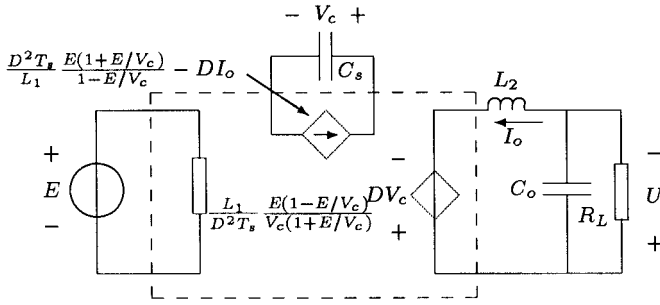 − V_c +
C_s
\frac{D^2 T_s}{L_1} \frac{E(1+E/V_c)}{1-E/V_c} − DI_o
L_2
I_o
+
E
−
\frac{L_1}{D^2 T_s} \frac{E(1-E/V_c)}{V_c(1+E/V_c)}
−
DV_c
+
C_o
R_L
−
U
+